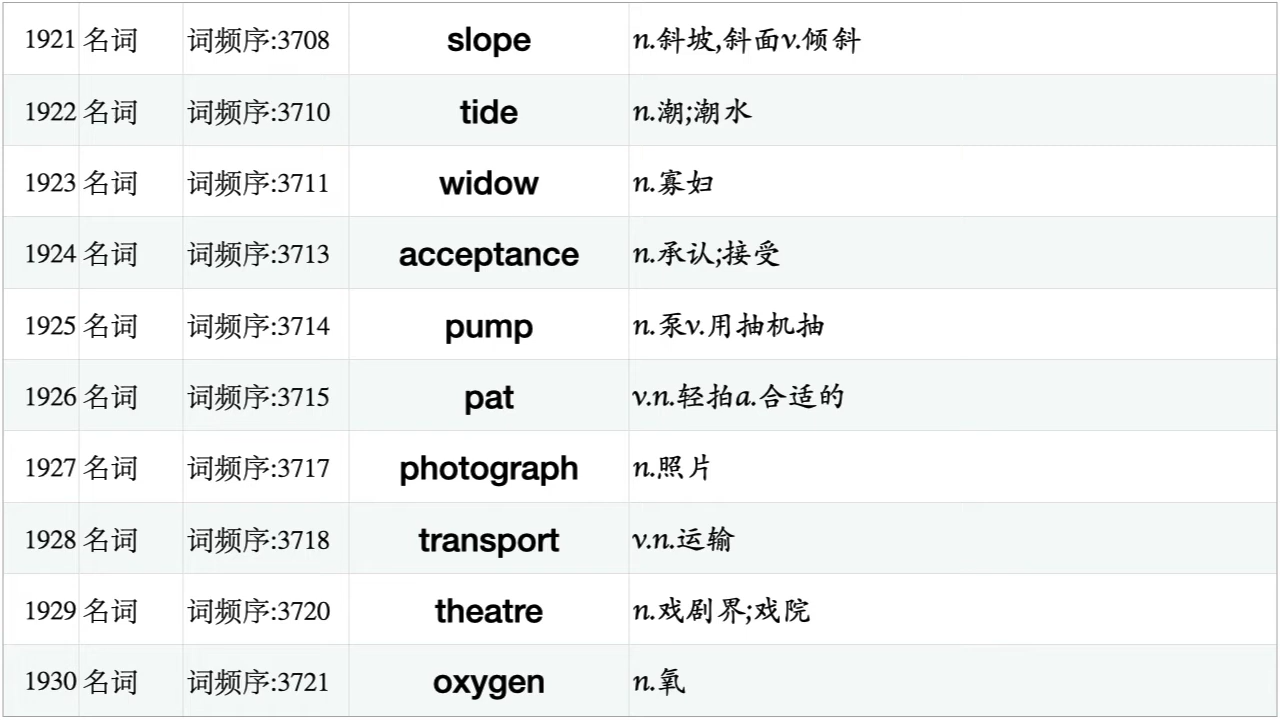 1921 名词 词频序:3708 slope n.斜坡,斜面v.倾斜
1922 名词 词频序:3710 tide n.潮;潮水
1923 名词 词频序:3711 widow n.寡妇
1924 名词 词频序:3713 acceptance n.承认;接受
1925 名词 词频序:3714 pump n.泵v.用抽机抽
1926 名词 词频序:3715 pat v.n.轻拍a.合适的
1927 名词 词频序:3717 photograph n.照片
1928 名词 词频序:3718 transport v.n.运输
1929 名词 词频序:3720 theatre n.戏剧界;戏院
1930 名词 词频序:3721 oxygen n.氧